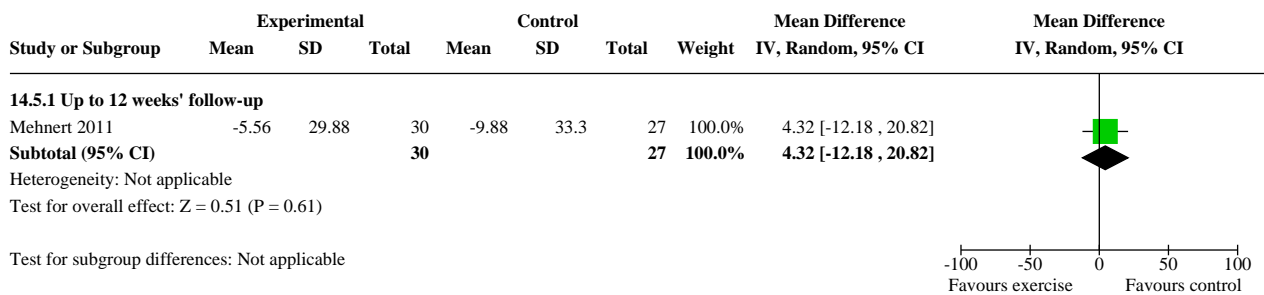 Experimental Control Mean Difference Mean Difference
Study or Subgroup Mean SD Total Mean SD Total Weight IV, Random, 95% CI IV, Random, 95% CI
14.5.1 Up to 12 weeks' follow-up
Mehnert 2011 -5.56 29.88 30 -9.88 33.3 27 100.0% 4.32 [-12.18 , 20.82]
Subtotal (95% CI) 30 27 100.0% 4.32 [-12.18 , 20.82]
Heterogeneity: Not applicable
Test for overall effect: Z = 0.51 (P = 0.61)
Test for subgroup differences: Not applicable
-100 -50 0 50 100
Favours exercise Favours control